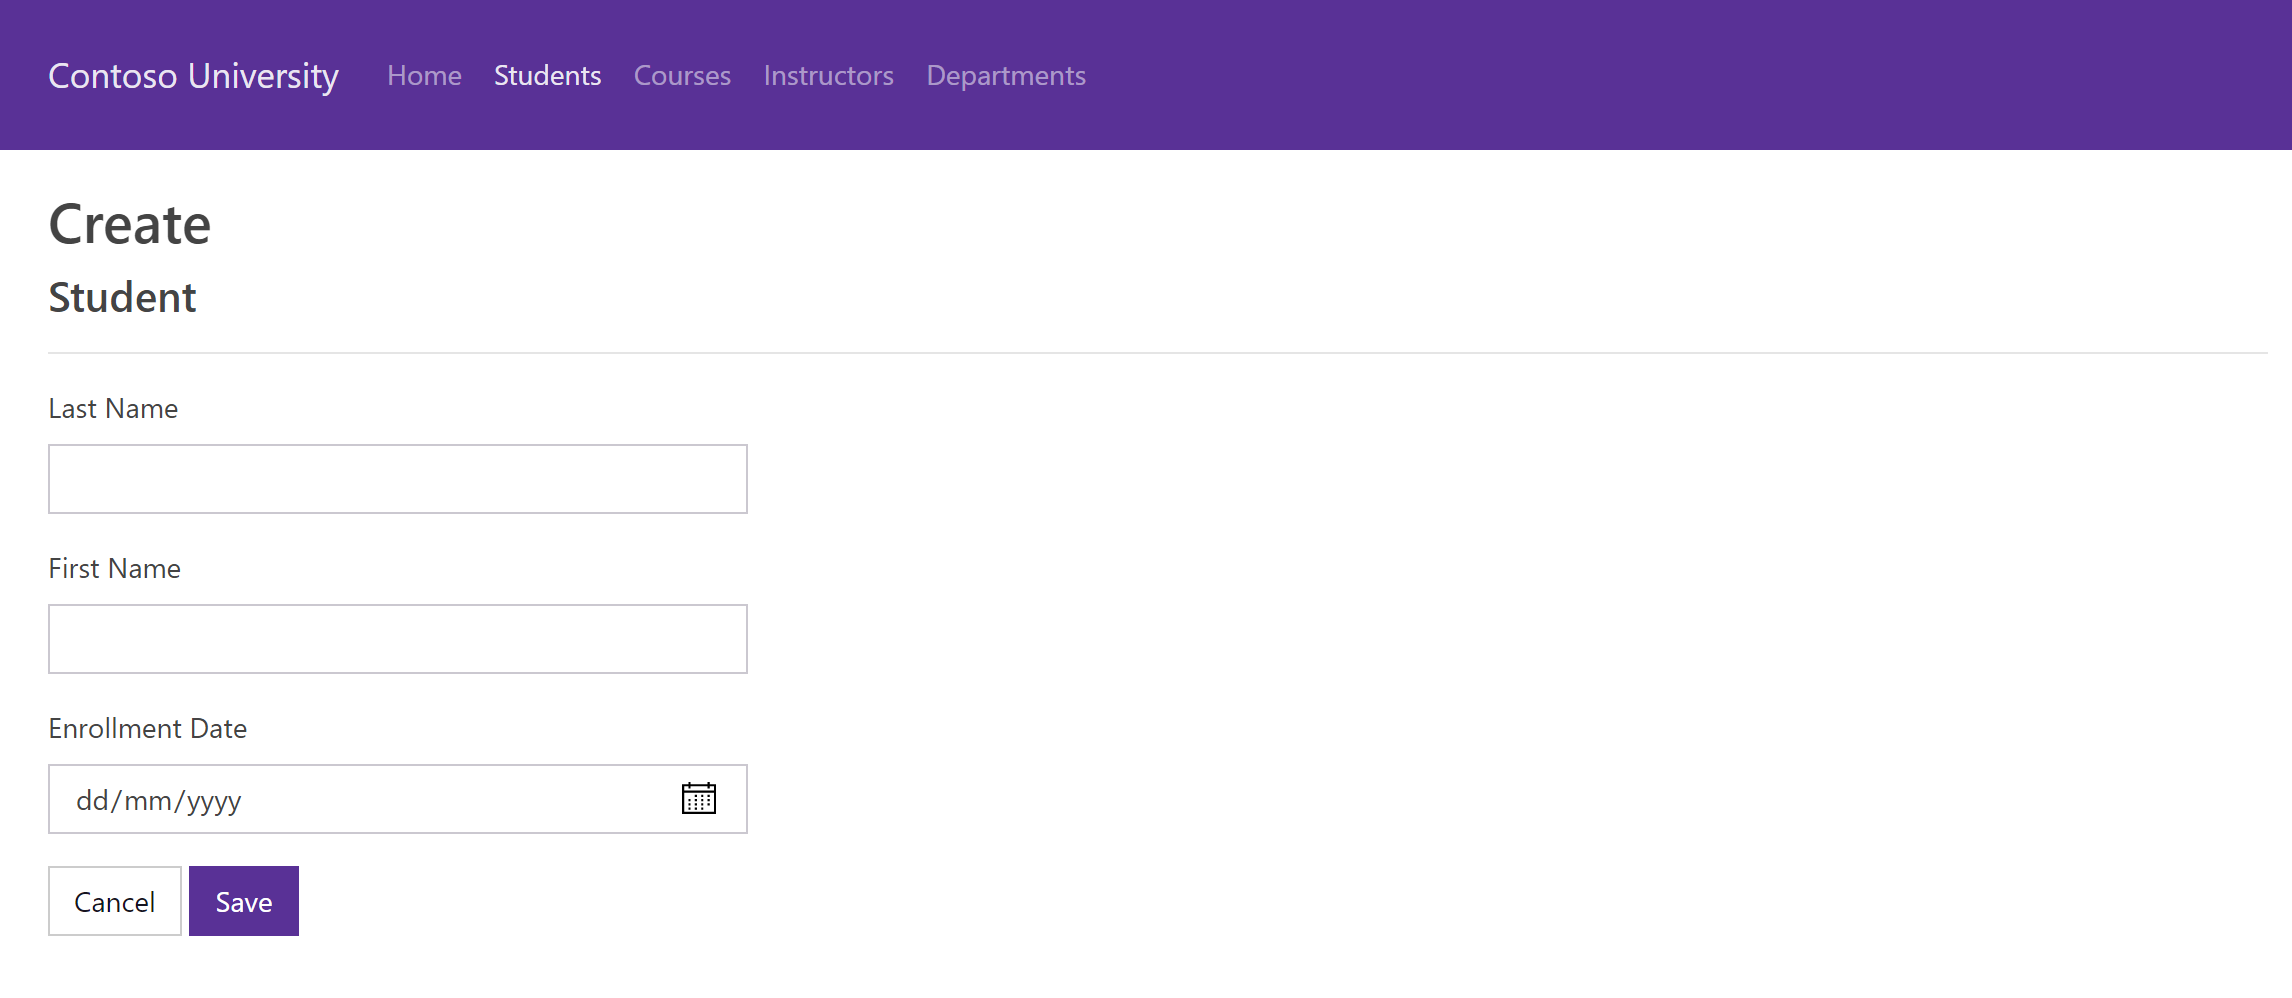 Contoso University Home Students Courses Instructors Departments
Create
Student
Last Name
First Name
Enrollment Date
dd/mm/yyyy
Cancel Save